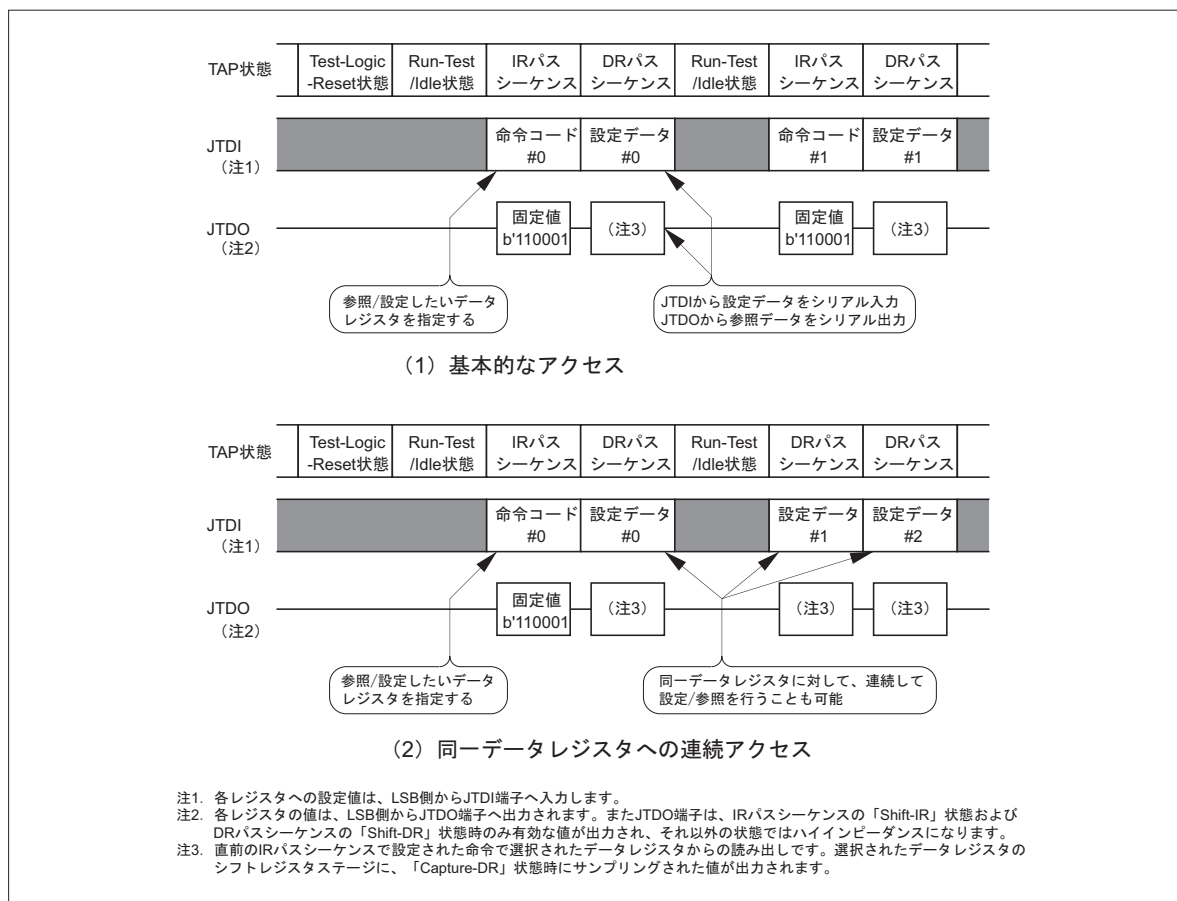 TAP状態
Test-Logic
-Reset状態
Run-Test
/Idle状態
IRパス
シーケンス
DRパス
シーケンス
Run-Test
/Idle状態
IRパス
シーケンス
DRパス
シーケンス
JTDI
（注1）
命令コード
#0
設定データ
#0
命令コード
#1
設定データ
#1
JTDO
（注2）
固定値
b'110001
（注3）
固定値
b'110001
（注3）
参照/設定したいデータ
レジスタを指定する
JTDIから設定データをシリアル入力
JTDOから参照データをシリアル出力
（1）基本的なアクセス
TAP状態
Test-Logic
-Reset状態
Run-Test
/Idle状態
IRパス
シーケンス
DRパス
シーケンス
Run-Test
/Idle状態
DRパス
シーケンス
DRパス
シーケンス
JTDI
（注1）
命令コード
#0
設定データ
#0
設定データ
#1
設定データ
#2
JTDO
（注2）
固定値
b'110001
（注3）
（注3）
（注3）
参照/設定したいデータ
レジスタを指定する
同一データレジスタに対して、連続して
設定/参照を行うことも可能
（2）同一データレジスタへの連続アクセス
注1. 各レジスタへの設定値は、LSB側からJTDI端子へ入力します。
注2. 各レジスタの値は、LSB側からJTDO端子へ出力されます。またJTDO端子は、IRパスシーケンスの「Shift-IR」状態および
DRパスシーケンスの「Shift-DR」状態時のみ有効な値が出力され、それ以外の状態ではハイインピーダンスになります。
注3. 直前のIRパスシーケンスで設定された命令で選択されたデータレジスタからの読み出しです。選択されたデータレジスタの
シフトレジスタステージに、「Capture-DR」状態時にサンプリングされた値が出力されます。